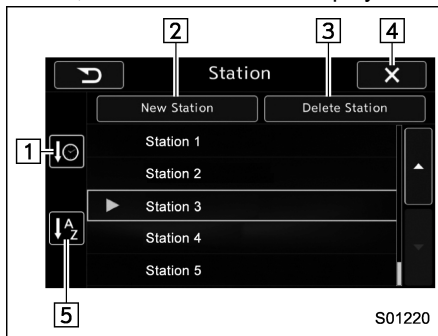 2
3
4
Station
New Station Delete Station
1
Station 1
Station 2
Station 3
A
Z
Station 4
Station 5
5
S01220